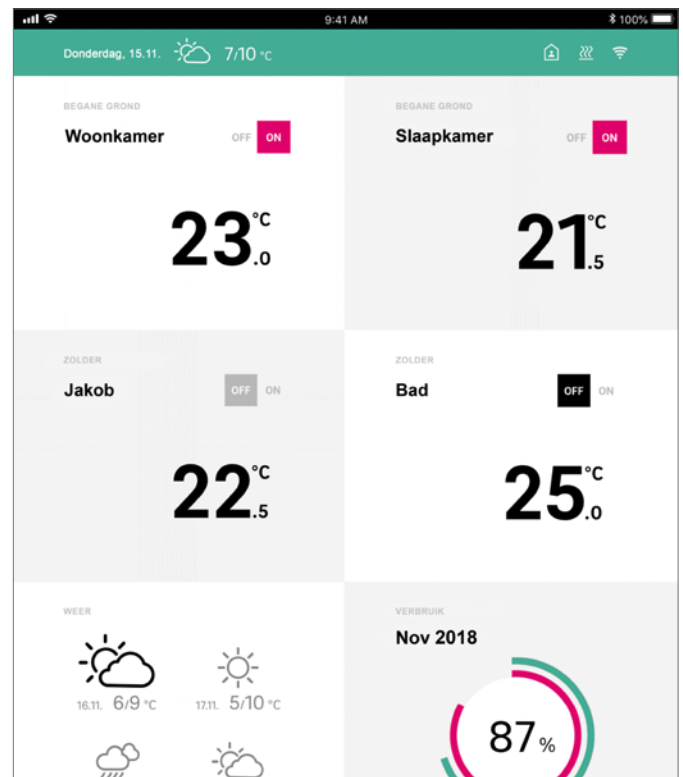 9:41 AM 100%
Donderdag, 15.11. 7/10 °C
BEGANE GROND
Woonkamer OFF ON
23.0 °C
BEGANE GROND
Slaapkamer OFF ON
21.5 °C
ZOLDER
Jakob OFF ON
22.5 °C
ZOLDER
Bad OFF ON
25.0 °C
WEER
16.11. 6/9 °C 17.11. 5/10 °C
VERBRUIK
Nov 2018
87%